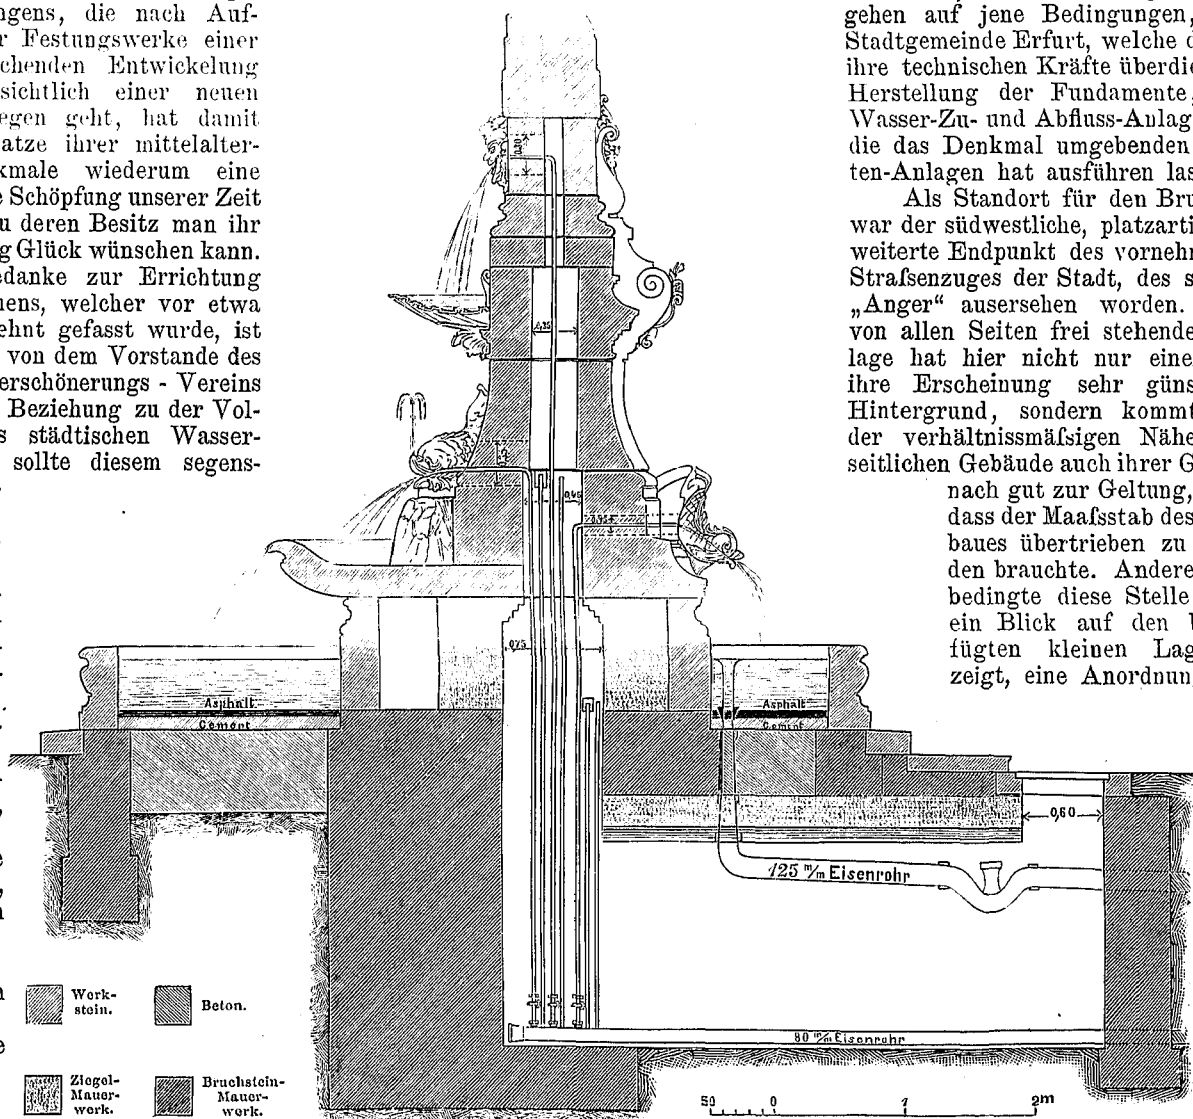 ngens, die nach Auf-
r Festungswerke einer
chenden Entwickelung
sichtlich einer neuen
egen geht, hat damit
atze ihrer mittelalter-
kmale wiederum eine
e Schöpfung unserer Zeit
u deren Besitz man ihr
g Glück wünschen kann.
edanke zur Errichtung
nens, welcher vor etwa
ehnt gefasst wurde, ist
von dem Vorstande des
erschönerungs - Vereins
Beziehung zu der Vol-
s städtischen Wasser-
sollte diesem segens-
gehen auf jene Bedingungen,
Stadtgemeinde Erfurt, welche d
ihre technischen Kräfte überdie
Herstellung der Fundamente,
Wasser-Zu- und Abfluss-Anlag
die das Denkmal umgebenden
ten-Anlagen hat ausführen las
Als Standort für den Bru
war der südwestliche, platzarti
weiterte Endpunkt des vornehm
Straſsenzuges der Stadt, des s
„Anger“ ausersehen worden.
von allen Seiten frei stehende
lage hat hier nicht nur eine
ihre Erscheinung sehr güns
Hintergrund, sondern kommt
der verhältnissmäſsigen Nähe
seitlichen Gebäude auch ihrer G
nach gut zur Geltung,
dass der Maaſsstab des
baues übertrieben zu
den brauchte. Andere
bedingte diese Stelle
ein Blick auf den
fügten kleinen Lag
zeigt, eine Anordnun
0,45
0,75
Asphalt
Cement
Asphalt
Cement
0,60
125 m/m Eisenrohr
80 m/m Eisenrohr
Werk-
stein.
Beton.
Ziegel-
Mauer-
werk.
Bruchstein-
Mauer-
werk.
50 0 1 2m